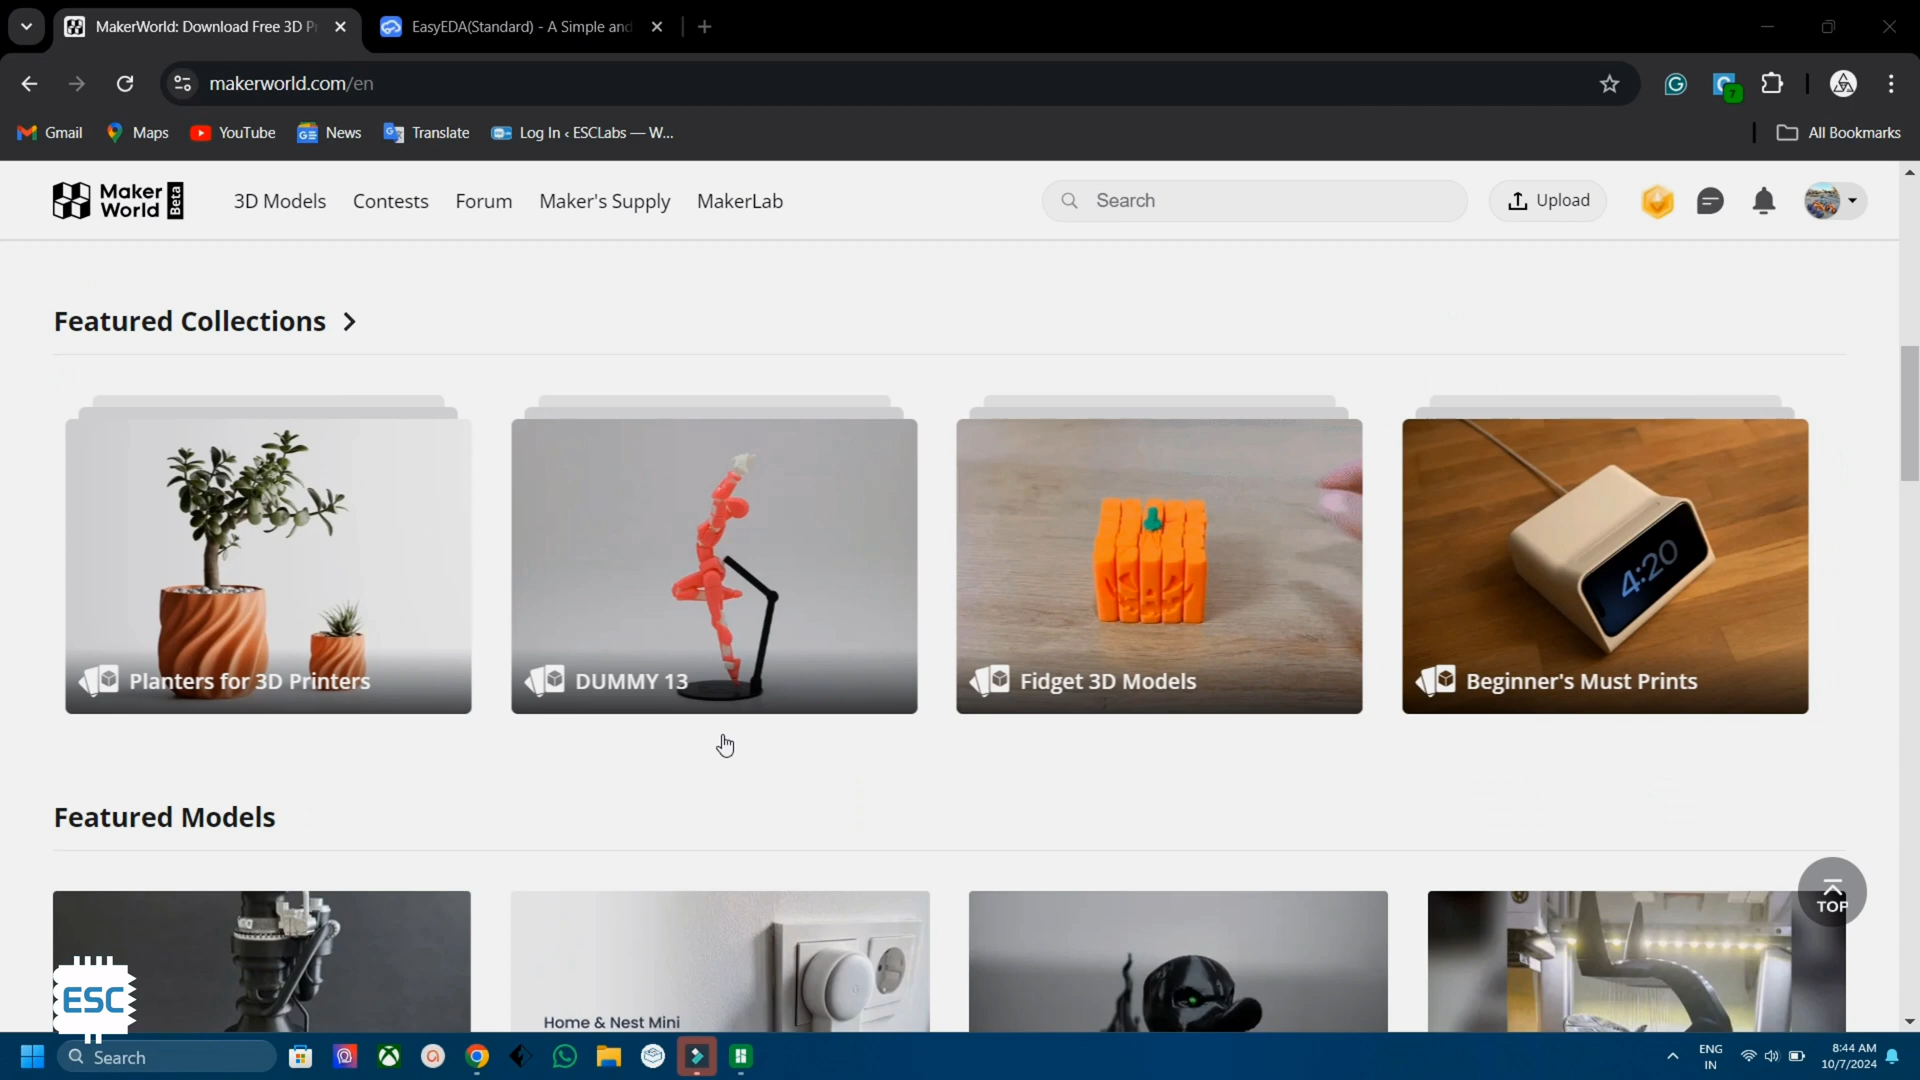 MakerWorld: Download Free 3D P
EasyEDA(Standard) - A Simple and
makerworld.com/en
7
Gmail
Maps
YouTube
News
Translate
Log In ‹ ESCLabs — W...
All Bookmarks
Maker World Beta
3D Models
Contests
Forum
Maker's Supply
MakerLab
Search
Upload
Featured Collections
Planters for 3D Printers
DUMMY 13
4:20
Fidget 3D Models
Beginner's Must Prints
Featured Models
TOP
Home & Nest Mini
ESC
Search
ENG
IN
8:44 AM
10/7/2024